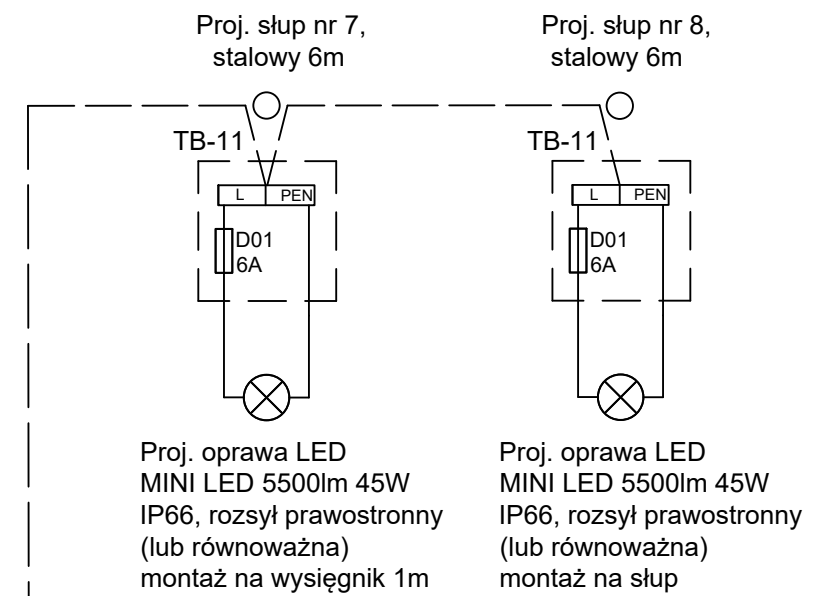 Proj. słup nr 7,
stalowy 6m
TB-11
L PEN
D01
6A
Proj. oprawa LED
MINI LED 5500lm 45W
IP66, rozsył prawostronny
(lub równoważna)
montaż na wysięgnik 1m
Proj. słup nr 8,
stalowy 6m
TB-11
L PEN
D01
6A
Proj. oprawa LED
MINI LED 5500lm 45W
IP66, rozsył prawostronny
(lub równoważna)
montaż na słup